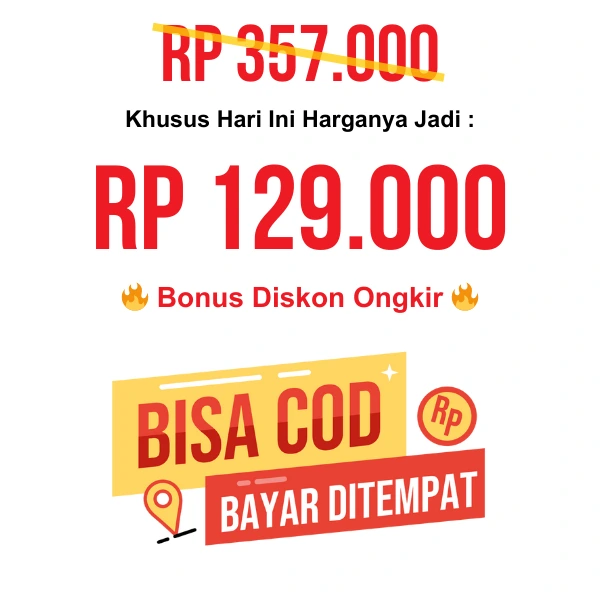 RP 357.000
Khusus Hari Ini Harganya Jadi :
RP 129.000
🔥 Bonus Diskon Ongkir 🔥
BISA COD
Rp
BAYAR DITEMPAT